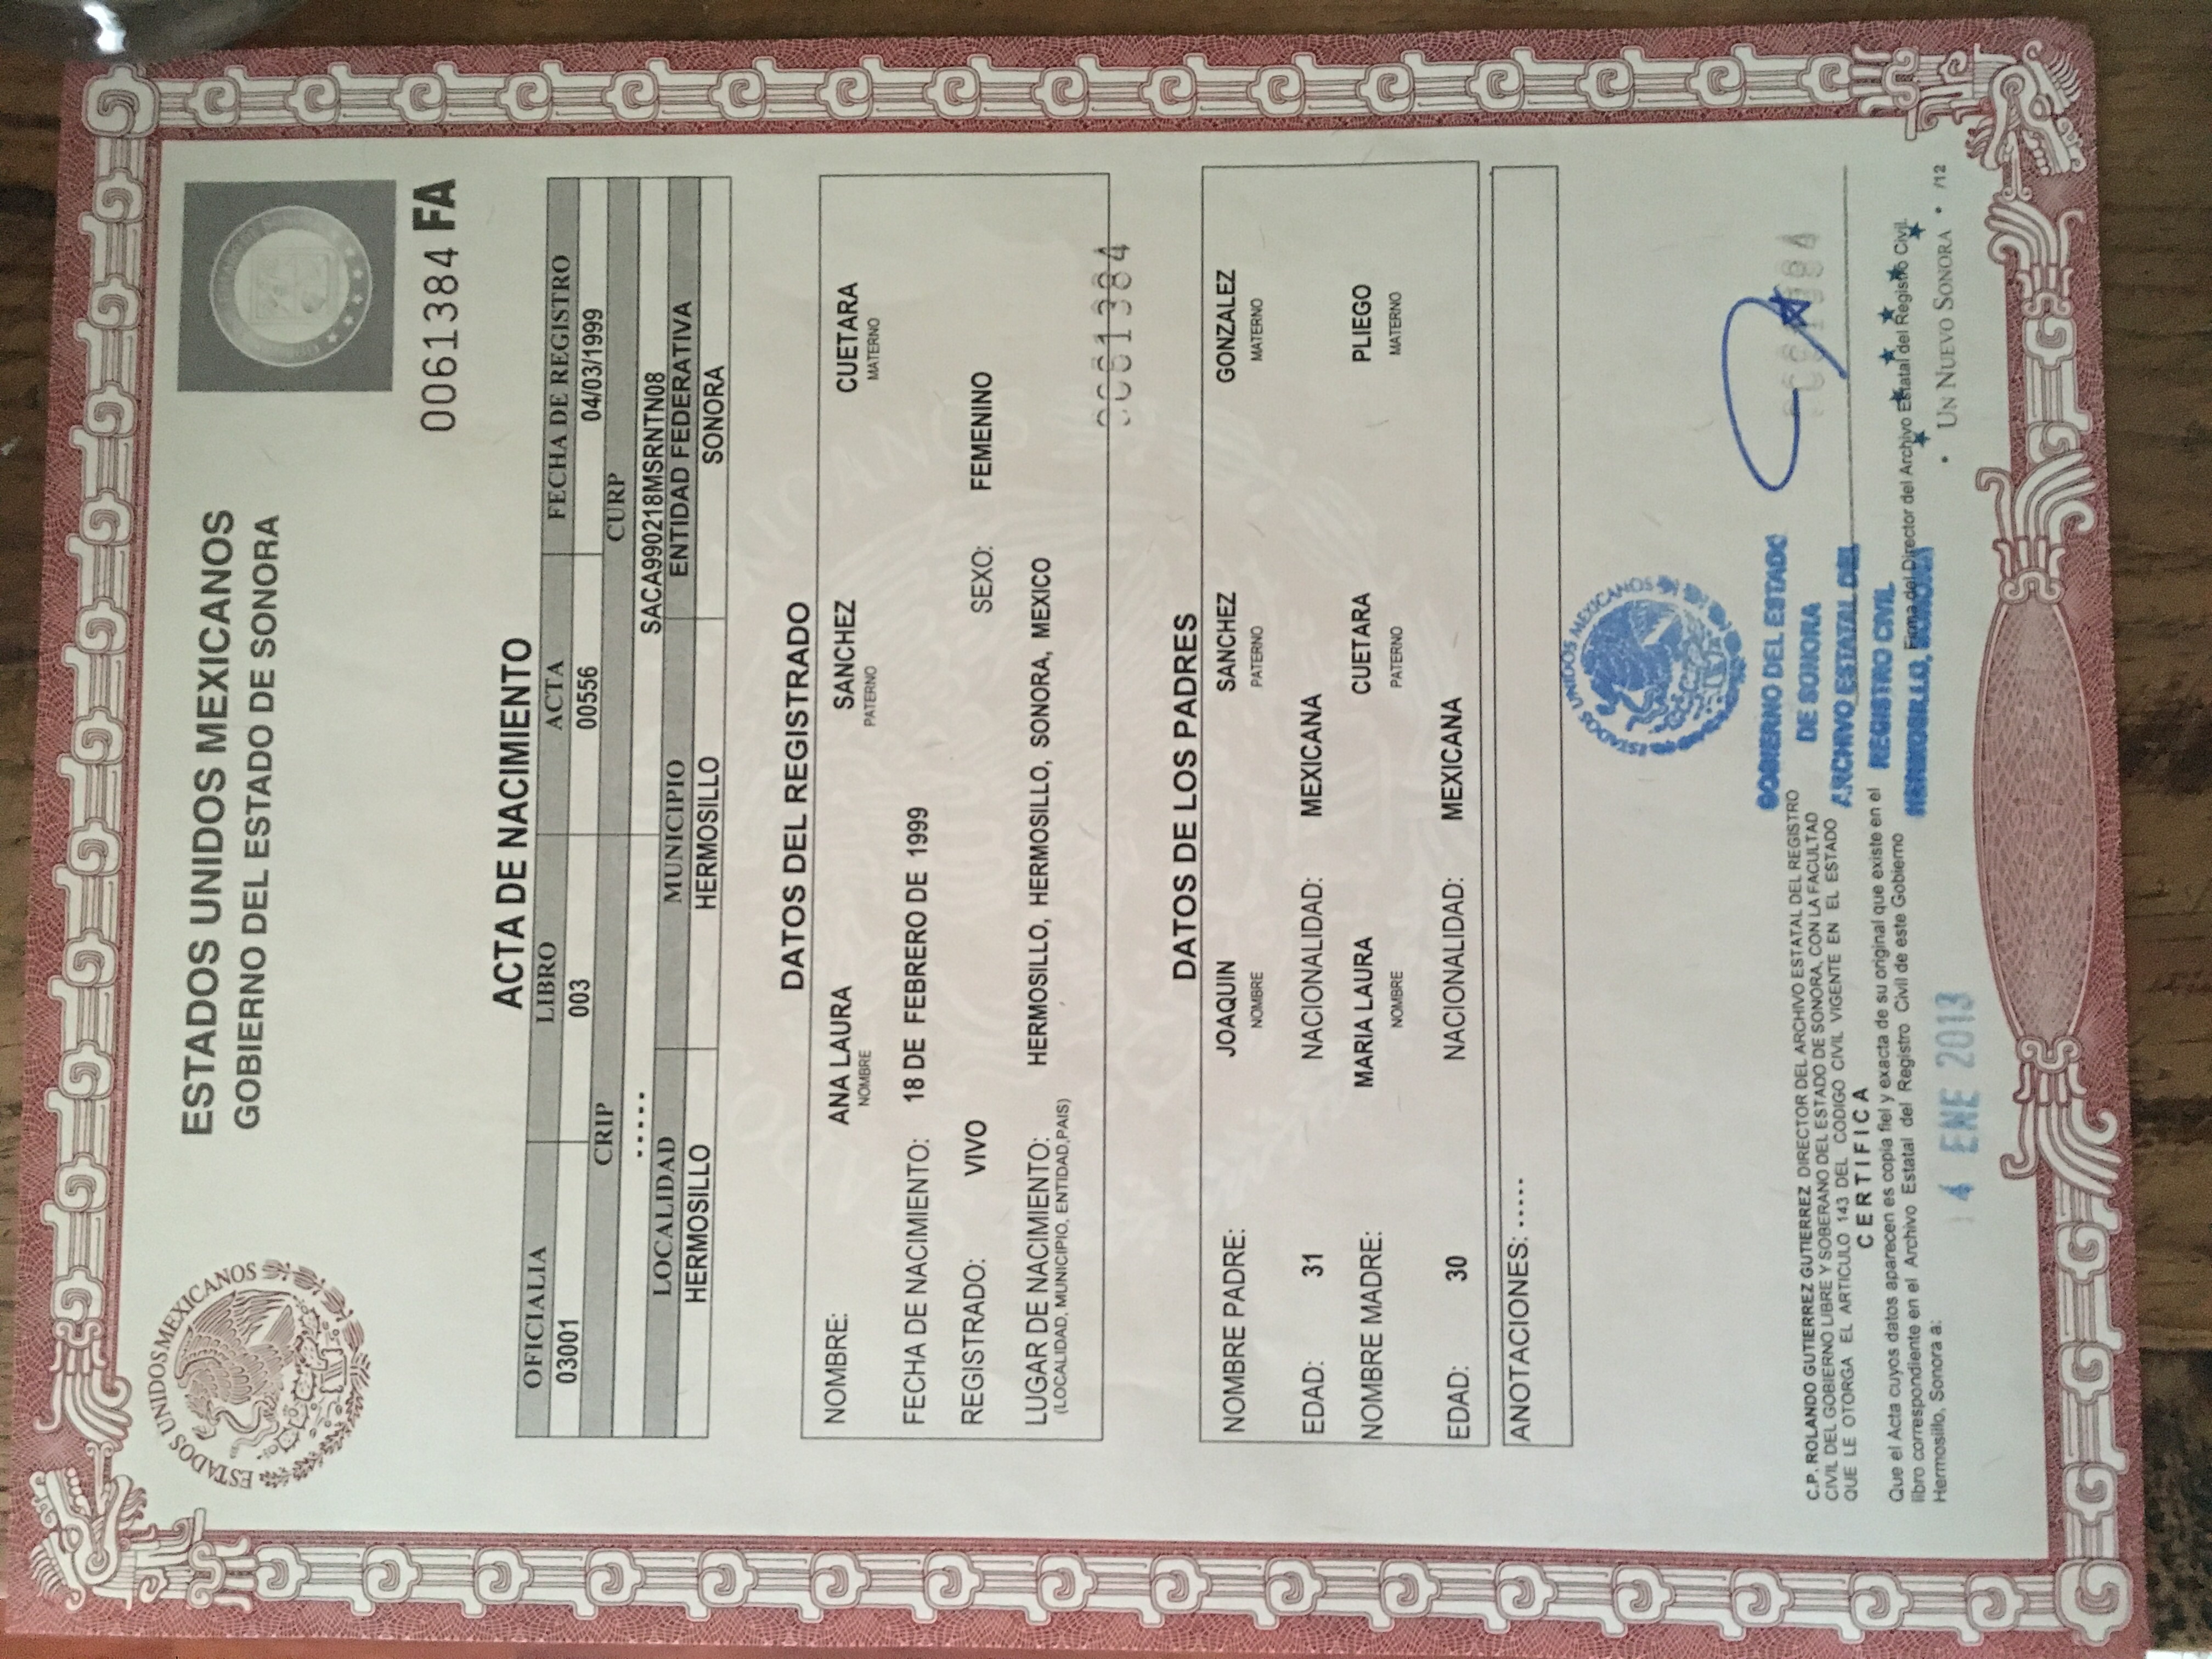 ESTADOS UNIDOS MEXICANOS
ESTADOS UNIDOS MEXICANOS
GOBIERNO DEL ESTADO DE SONORA
0061384 FA
ACTA DE NACIMIENTO
OFICIALIA LIBRO ACTA FECHA DE REGISTRO
03001 003 00556 04/03/1999
CRIP CURP
..... SACA990218MSRNTN08
LOCALIDAD MUNICIPIO ENTIDAD FEDERATIVA
HERMOSILLO HERMOSILLO SONORA
DATOS DEL REGISTRADO
NOMBRE: ANA LAURA SANCHEZ CUETARA
NOMBRE PATERNO MATERNO
FECHA DE NACIMIENTO: 18 DE FEBRERO DE 1999
REGISTRADO: VIVO SEXO: FEMENINO
LUGAR DE NACIMIENTO: HERMOSILLO, HERMOSILLO, SONORA, MEXICO
(LOCALIDAD, MUNICIPIO, ENTIDAD,PAIS)
0061384
DATOS DE LOS PADRES
NOMBRE PADRE: JOAQUIN SANCHEZ GONZALEZ
NOMBRE PATERNO MATERNO
EDAD: 31 NACIONALIDAD: MEXICANA
NOMBRE MADRE: MARIA LAURA CUETARA PLIEGO
NOMBRE PATERNO MATERNO
EDAD: 30 NACIONALIDAD: MEXICANA
ANOTACIONES: .....
ESTADOS UNIDOS MEXICANOS
GOBIERNO DEL ESTADO
DE SONORA
ARCHIVO ESTATAL DEL
REGISTRO CIVIL
HERMOSILLO, SONORA
C.P. ROLANDO GUTIERREZ GUTIERREZ DIRECTOR DEL ARCHIVO ESTATAL DEL REGISTRO
CIVIL DEL GOBIERNO LIBRE Y SOBERANO DEL ESTADO DE SONORA, CON LA FACULTAD
QUE LE OTORGA EL ARTICULO 143 DEL CODIGO CIVIL VIGENTE EN EL ESTADO
CERTIFICA
Que el Acta cuyos datos aparecen es copia fiel y exacta de su original que existe en el
libro correspondiente en el Archivo Estatal del Registro Civil de este Gobierno
Hermosillo, Sonora a:
14 ENE 2013
Firma del Director del Archivo Estatal del Registro Civil.
• UN NUEVO SONORA • /12